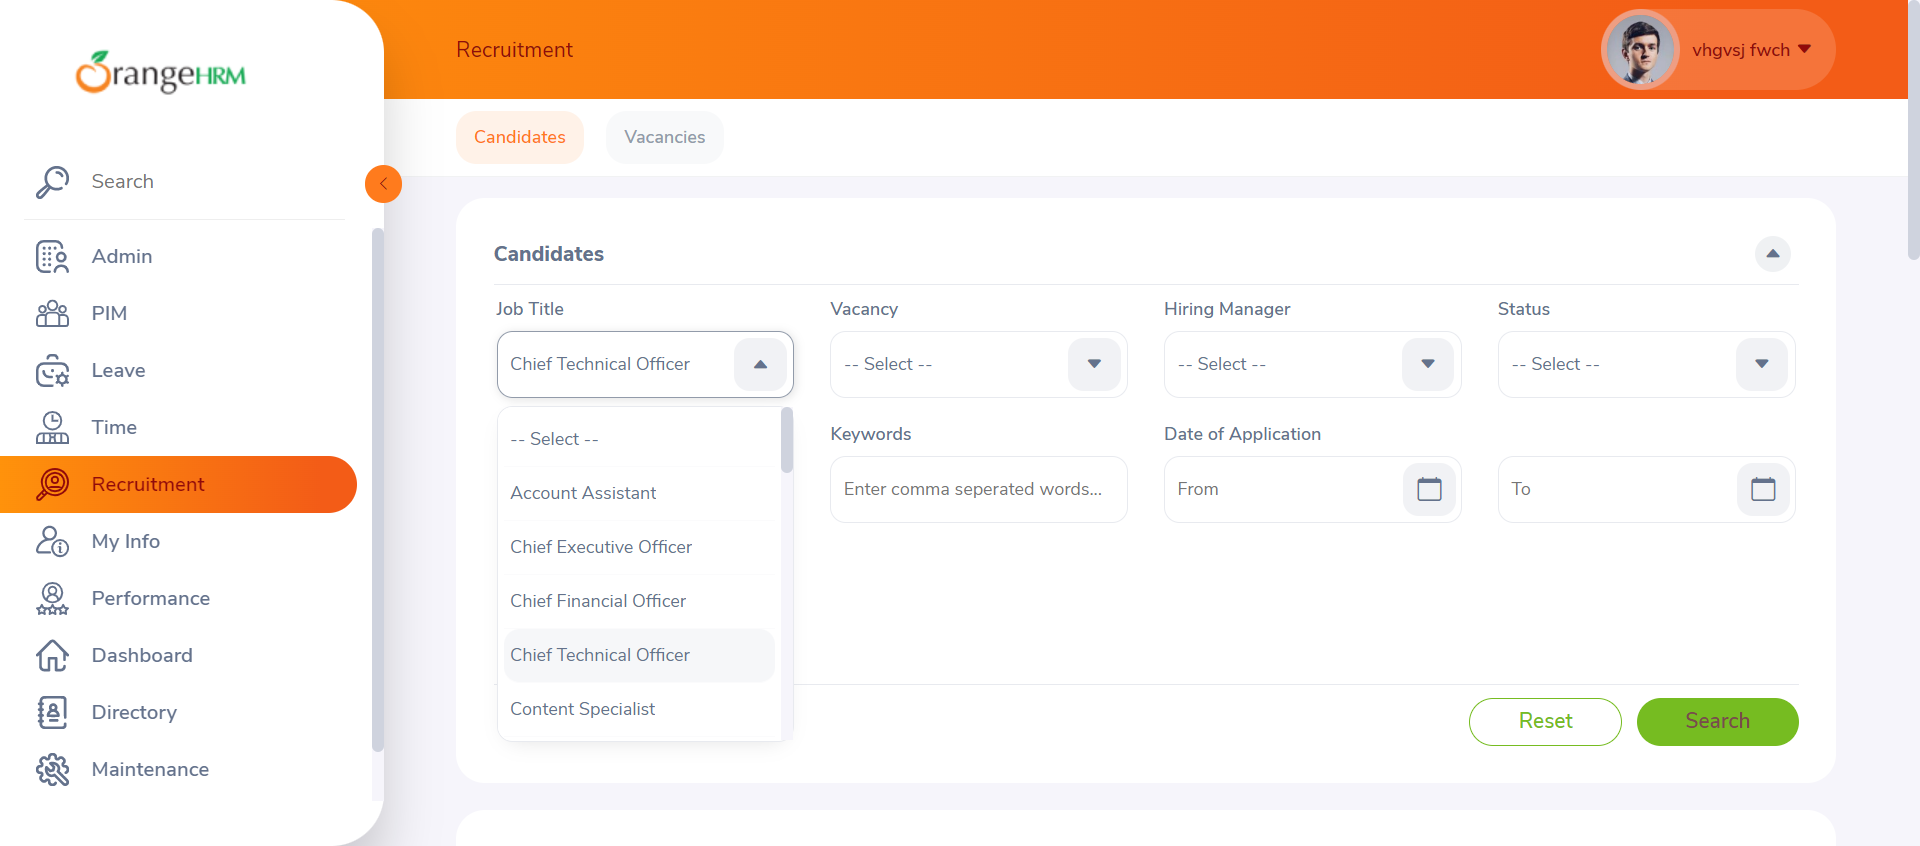 OrangeHRM
Recruitment
vhgvsj fwch
Candidates
Vacancies
Search
Admin
PIM
Leave
Time
Recruitment
My Info
Performance
Dashboard
Directory
Maintenance
Candidates
Job Title
Vacancy
Hiring Manager
Status
Chief Technical Officer
-- Select --
-- Select --
-- Select --
-- Select --
Account Assistant
Chief Executive Officer
Chief Financial Officer
Chief Technical Officer
Content Specialist
Keywords
Date of Application
Enter comma seperated words...
From
To
Reset
Search